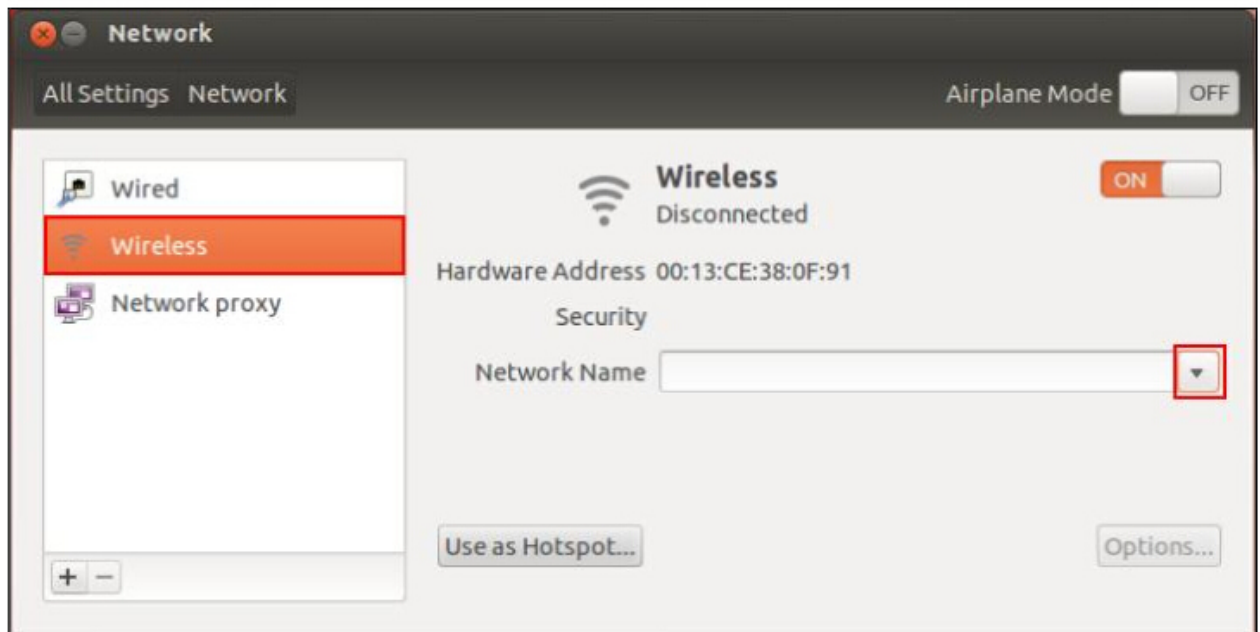 Network
All Settings Network
Airplane Mode OFF
Wired
Wireless
Network proxy
Wireless
ON
Disconnected
Hardware Address 00:13:CE:38:0F:91
Security
Network Name
Use as Hotspot...
Options...